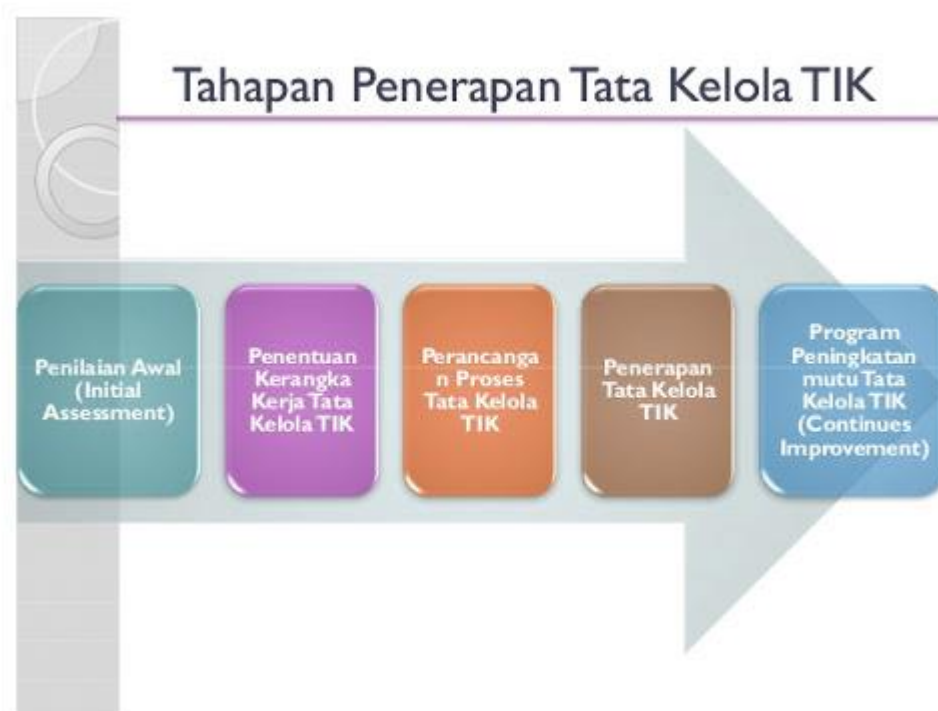 Tahapan Penerapan Tata Kelola TIK
Penilaian Awal
(Initial
Assessment)
Penentuan
Kerangka
Kerja Tata
Kelola TIK
Perancanga
n Proses
Tata Kelola
TIK
Penerapan
Tata Kelola
TIK
Program
Peningkatan
mutu Tata
Kelola TIK
(Continues
Improvement)